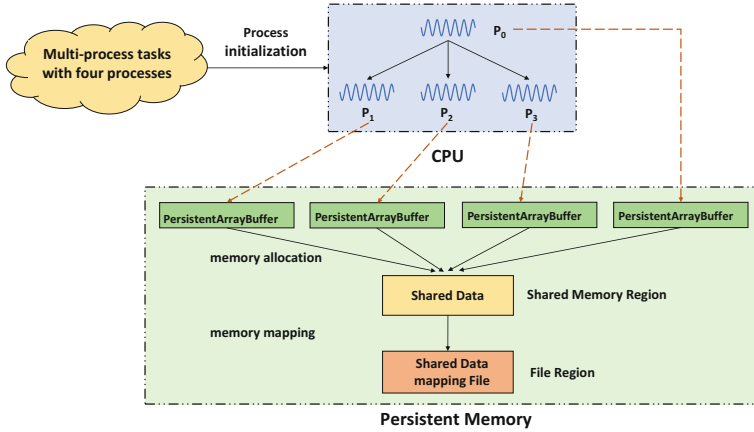 Multi-process tasks
with four processes
Process
initialization
P0
P1
P2
P3
CPU
PersistentArrayBuffer
PersistentArrayBuffer
PersistentArrayBuffer
PersistentArrayBuffer
memory allocation
Shared Data
Shared Memory Region
memory mapping
Shared Data
mapping File
File Region
Persistent Memory